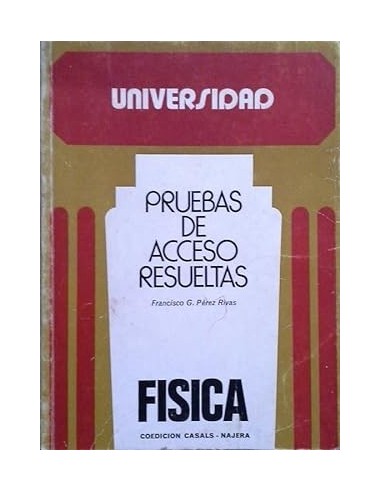 UNIVERSIDAD
PRUEBAS
DE
ACCESO
RESUELTAS
Francisco G. Pérez Rivas
FISICA
COEDICION CASALS - NAJERA